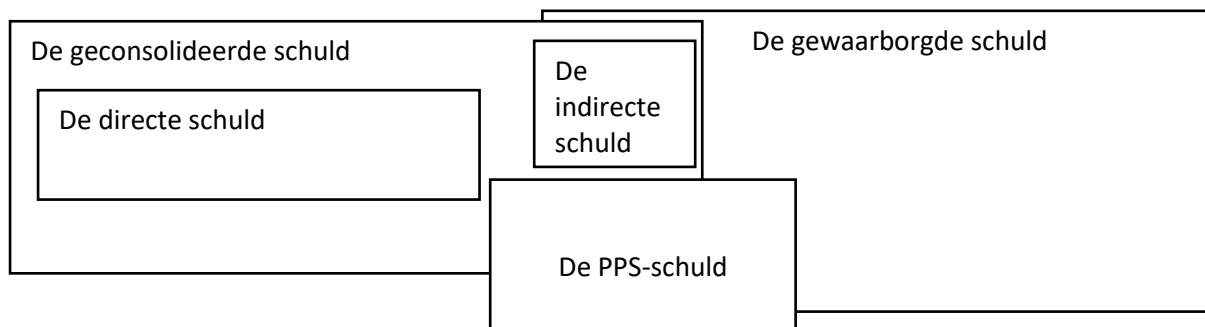 De geconsolideerde schuld
De directe schuld
De
indirecte
schuld
De gewaarborgde schuld
De PPS-schuld